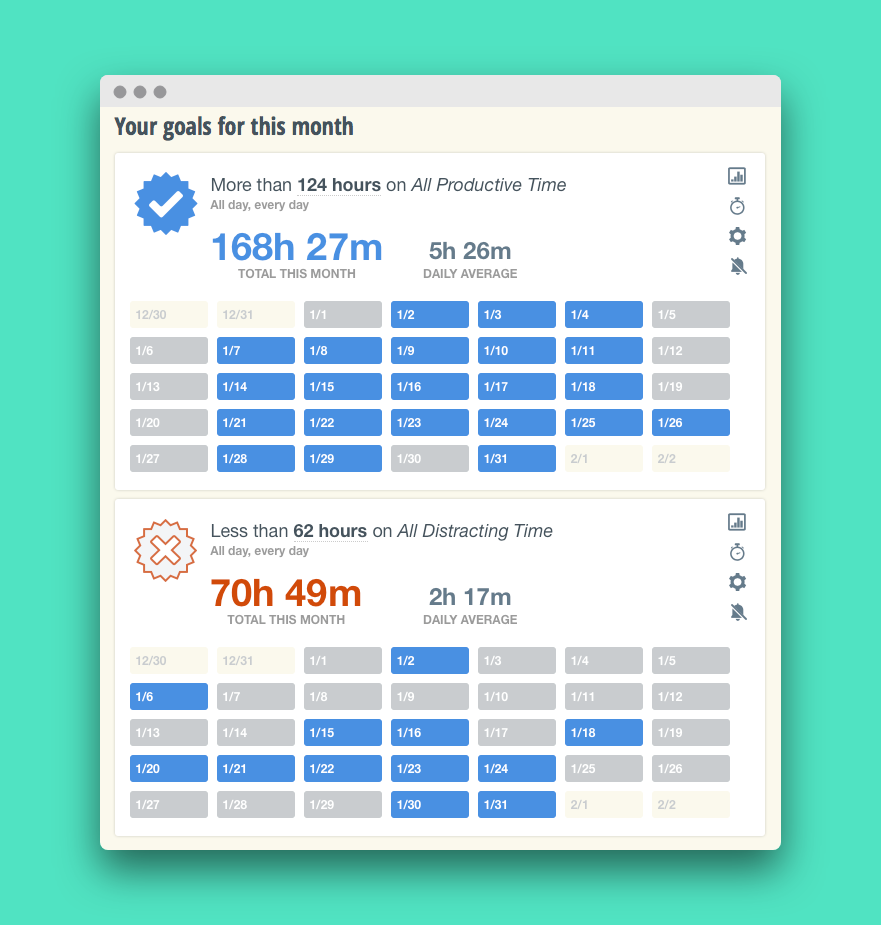 Your goals for this month
More than 124 hours on All Productive Time
All day, every day
168h 27m 5h 26m
TOTAL THIS MONTH DAILY AVERAGE
12/30 12/31 1/1 1/2 1/3 1/4 1/5
1/6 1/7 1/8 1/9 1/10 1/11 1/12
1/13 1/14 1/15 1/16 1/17 1/18 1/19
1/20 1/21 1/22 1/23 1/24 1/25 1/26
1/27 1/28 1/29 1/30 1/31 2/1 2/2
Less than 62 hours on All Distracting Time
All day, every day
70h 49m 2h 17m
TOTAL THIS MONTH DAILY AVERAGE
12/30 12/31 1/1 1/2 1/3 1/4 1/5
1/6 1/7 1/8 1/9 1/10 1/11 1/12
1/13 1/14 1/15 1/16 1/17 1/18 1/19
1/20 1/21 1/22 1/23 1/24 1/25 1/26
1/27 1/28 1/29 1/30 1/31 2/1 2/2